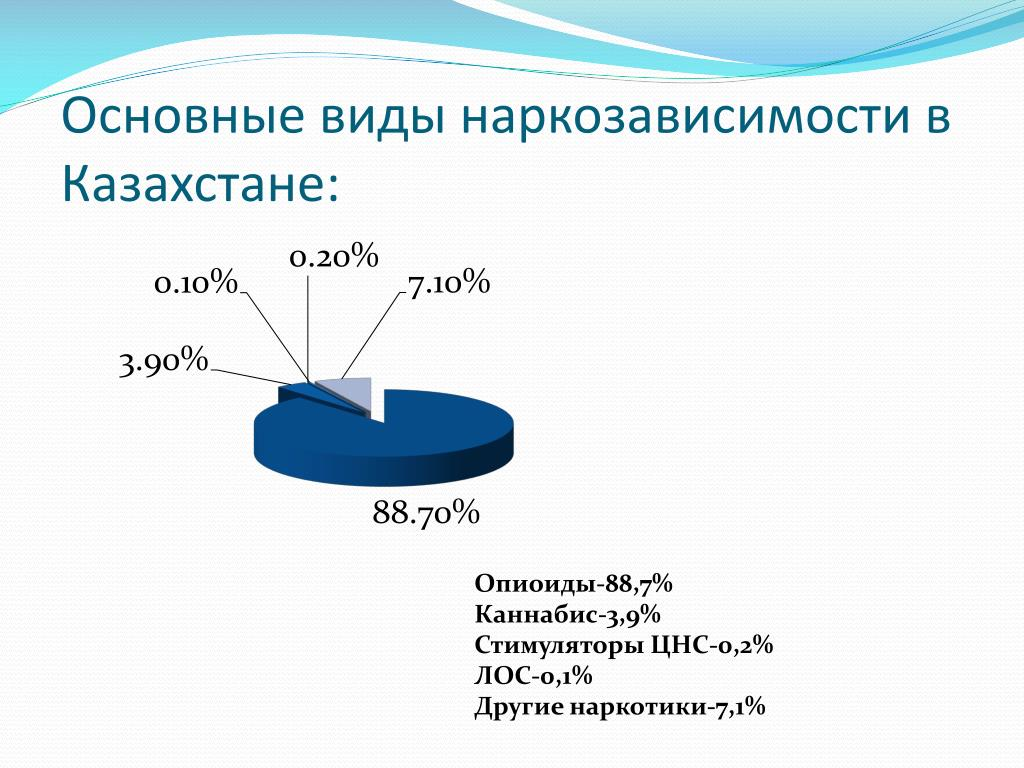 Основные виды наркозависимости в
Казахстане:
0.20%
0.10%
7.10%
3.90%
88.70%
Опиоиды-88,7%
Каннабис-3,9%
Стимуляторы ЦНС-0,2%
ЛОС-0,1%
Другие наркотики-7,1%